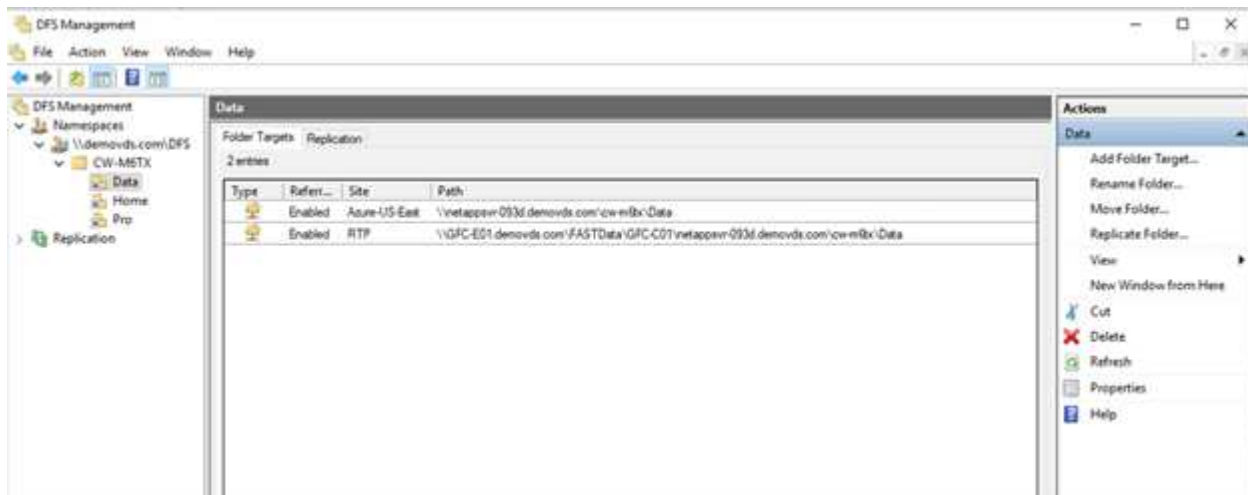 DFS Management
File Action View Window Help
DFS Management
Namespaces
\\demovds.com\DFS
CW-M6TX
Data
Home
Pro
Replication
Data
Folder Targets Replication
2 entries
Type Referr... Site Path
Enabled Azure-US-East \\netappsvr-093d.demovds.com\cw-m6tx\Data
Enabled RTP \\GFC-E01.demovds.com\FASTData\GFC-C01\netappsvr-093d.demovds.com\cw-m6tx\Data
Actions
Data
Add Folder Target...
Rename Folder...
Move Folder...
Replicate Folder...
View
New Window from Here
Cut
Delete
Refresh
Properties
Help